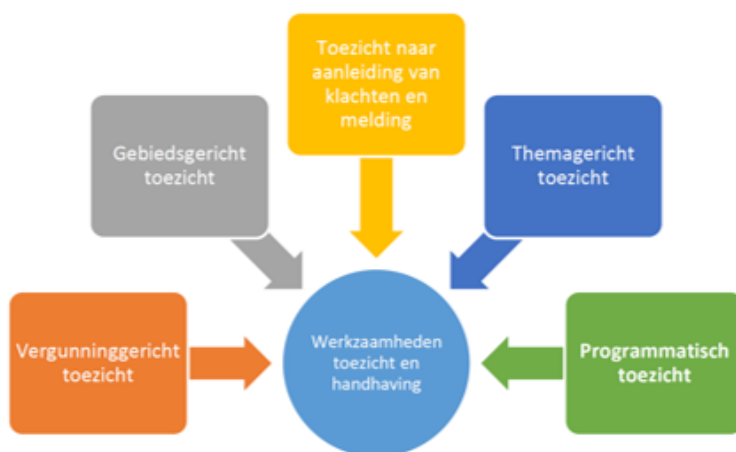 Toezicht naar
aanleiding van
klachten en
melding
Gebiedsgericht
toezicht
Themagericht
toezicht
Vergunninggericht
toezicht
Werkzaamheden
toezicht en
handhaving
Programmatisch
toezicht